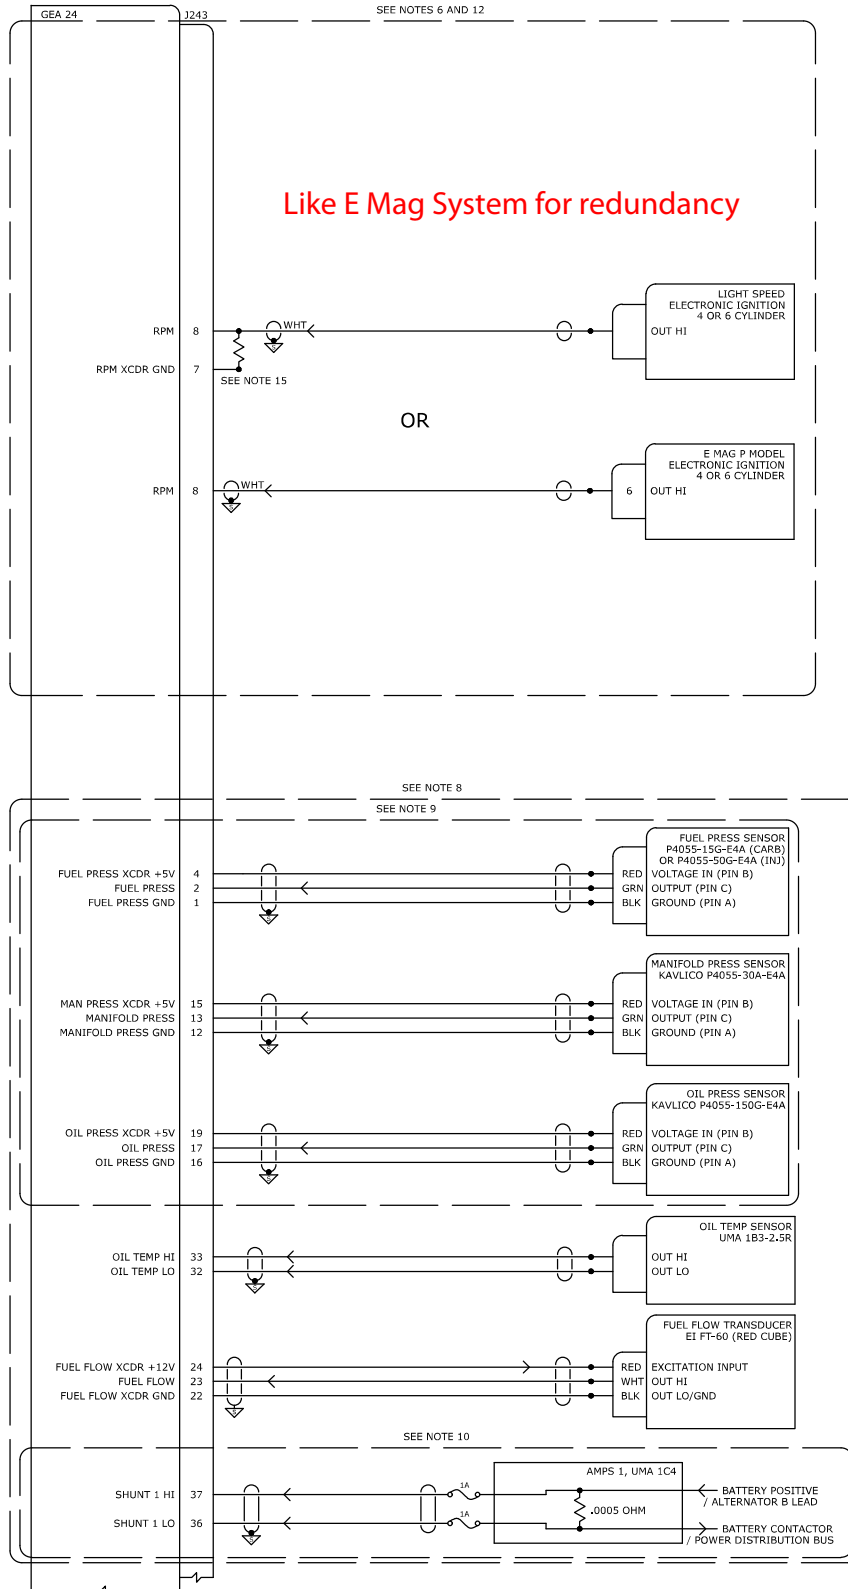 SEE NOTES 6 AND 12
GEA 24
J243
Like E Mag System for redundancy
LIGHT SPEED
ELECTRONIC IGNITION
4 OR 6 CYLINDER
RPM 8 WHT OUT HI
RPM XCDR GND 7
SEE NOTE 15
OR
E MAG P MODEL
ELECTRONIC IGNITION
4 OR 6 CYLINDER
RPM 8 WHT 6 OUT HI
SEE NOTE 8
SEE NOTE 9
FUEL PRESS SENSOR
P4055-15G-E4A (CARB)
OR P4055-50G-E4A (INJ)
FUEL PRESS XCDR +5V 4 RED VOLTAGE IN (PIN B)
FUEL PRESS 2 GRN OUTPUT (PIN C)
FUEL PRESS GND 1 BLK GROUND (PIN A)
S
MANIFOLD PRESS SENSOR
KAVLICO P4055-30A-E4A
MAN PRESS XCDR +5V 15 RED VOLTAGE IN (PIN B)
MANIFOLD PRESS 13 GRN OUTPUT (PIN C)
MANIFOLD PRESS GND 12 BLK GROUND (PIN A)
S
OIL PRESS SENSOR
KAVLICO P4055-150G-E4A
OIL PRESS XCDR +5V 19 RED VOLTAGE IN (PIN B)
OIL PRESS 17 GRN OUTPUT (PIN C)
OIL PRESS GND 16 BLK GROUND (PIN A)
S
OIL TEMP SENSOR
UMA 1B3-2.5R
OIL TEMP HI 33 OUT HI
OIL TEMP LO 32 OUT LO
S
FUEL FLOW TRANSDUCER
EI FT-60 (RED CUBE)
FUEL FLOW XCDR +12V 24 RED EXCITATION INPUT
FUEL FLOW 23 WHT OUT HI
FUEL FLOW XCDR GND 22 BLK OUT LO/GND
S
SEE NOTE 10
AMPS 1, UMA 1C4
SHUNT 1 HI 37 1A BATTERY POSITIVE
/ ALTERNATOR B LEAD
.0005 OHM
SHUNT 1 LO 36 1A BATTERY CONTACTOR
/ POWER DISTRIBUTION BUS
S